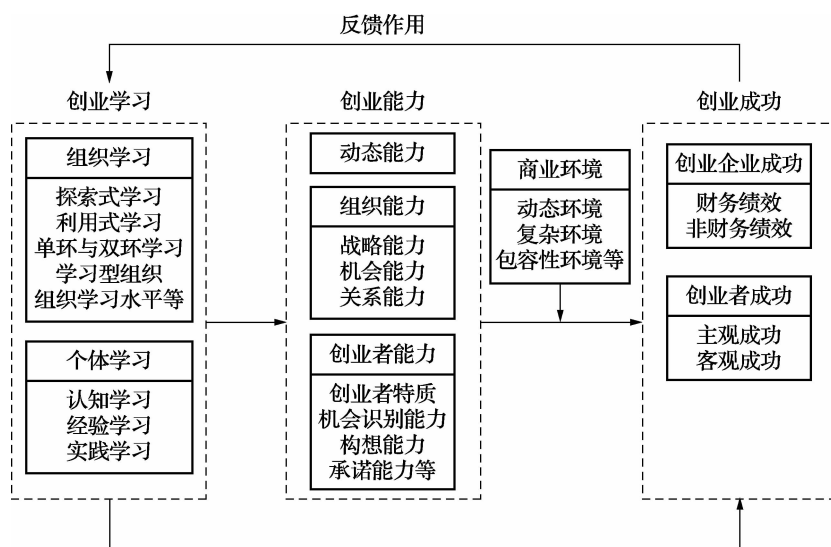 反馈作用
创业学习
组织学习
探索式学习
利用式学习
单环与双环学习
学习型组织
组织学习水平等
个体学习
认知学习
经验学习
实践学习
创业能力
动态能力
组织能力
战略能力
机会能力
关系能力
创业者能力
创业者特质
机会识别能力
构想能力
承诺能力等
商业环境
动态环境
复杂环境
包容性环境等
创业成功
创业企业成功
财务绩效
非财务绩效
创业者成功
主观成功
客观成功